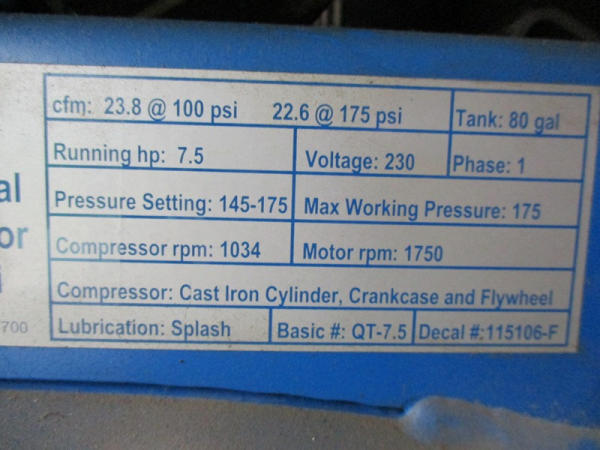 cfm: 23.8 @ 100 psi 22.6 @ 175 psi Tank: 80 gal
Running hp: 7.5 Voltage: 230 Phase: 1
al
Pressure Setting: 145-175 Max Working Pressure: 175
or
Compressor rpm: 1034 Motor rpm: 1750
i
Compressor: Cast Iron Cylinder, Crankcase and Flywheel
700 Lubrication: Splash Basic #: QT-7.5 Decal #:115106-F